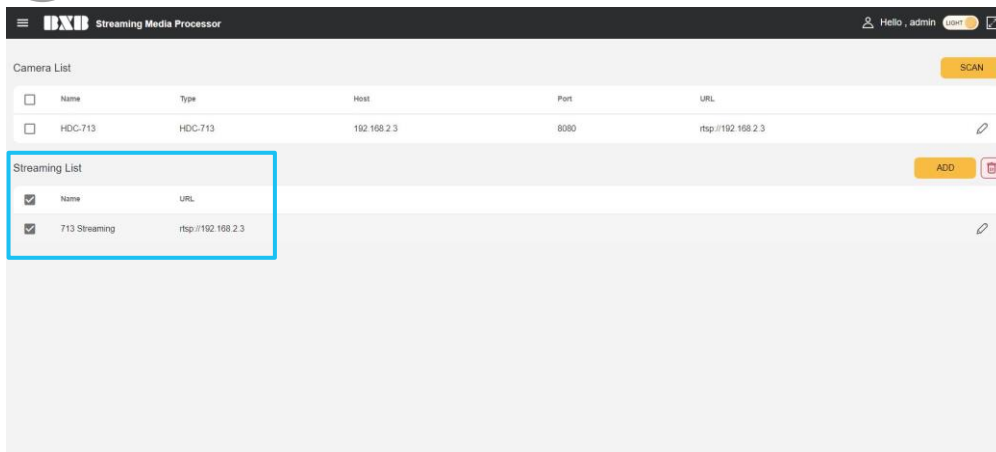 BXB Streaming Media Processor Hello , admin LIGHT
Camera List SCAN
Name Type Host Port URL
HDC-713 HDC-713 192.168.2.3 8080 rtsp://192.168.2.3
Streaming List ADD
Name URL
713 Streaming rtsp://192.168.2.3